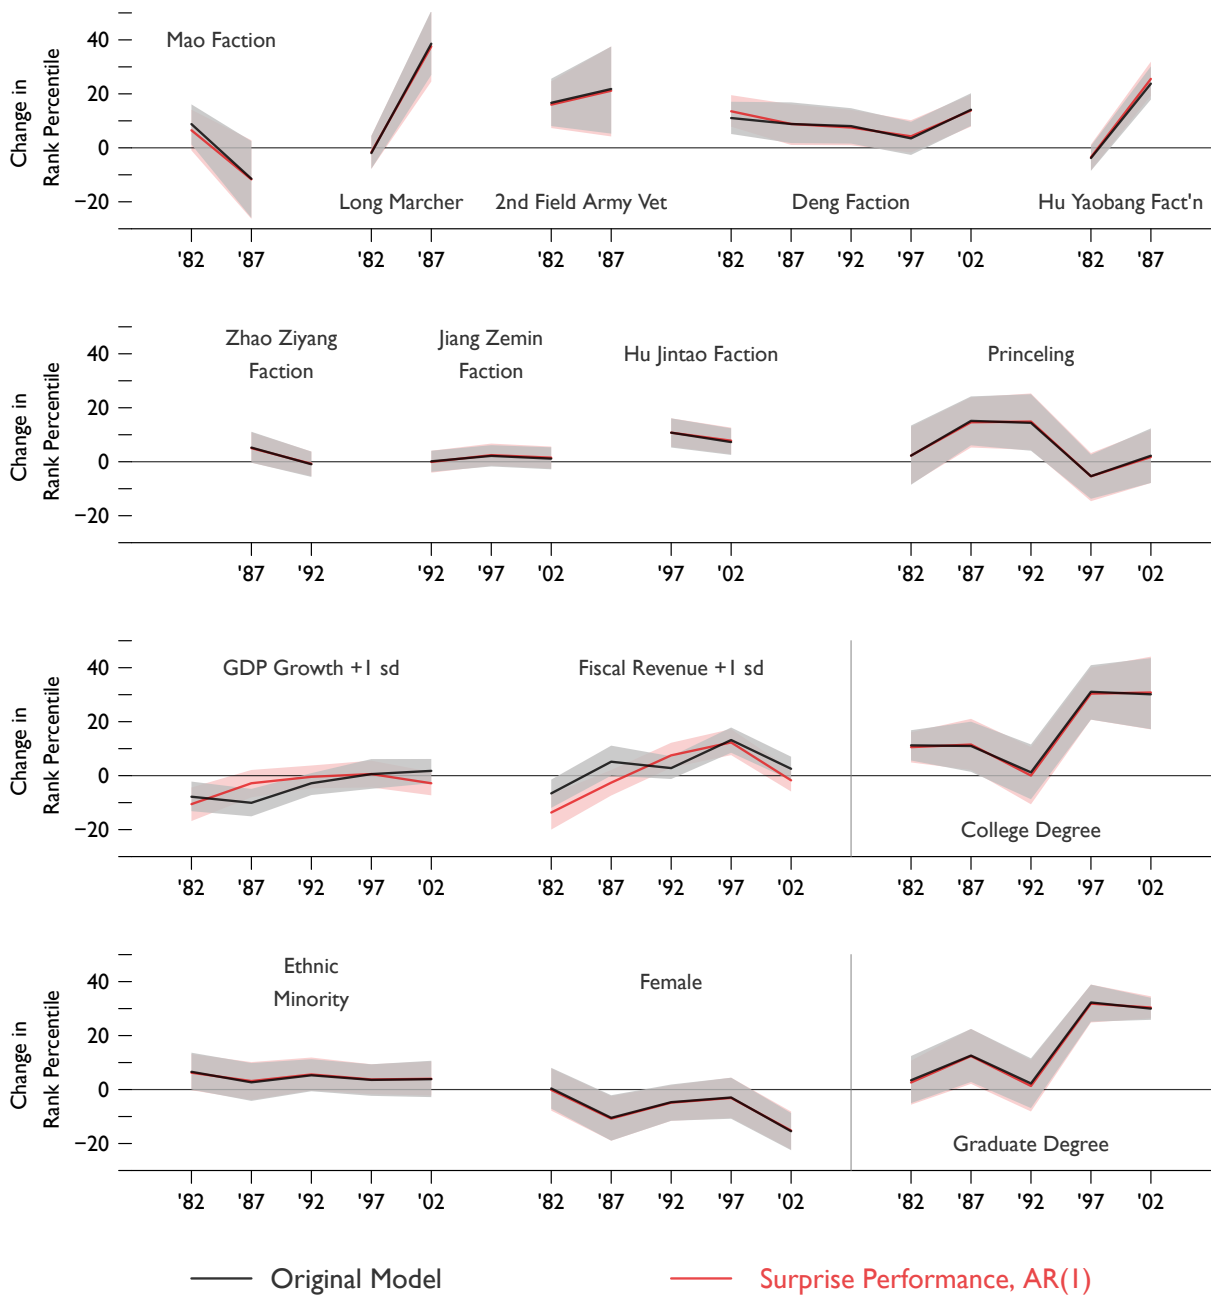 Change in
Rank Percentile
40
20
0
−20
Mao Faction
Long Marcher
2nd Field Army Vet
Deng Faction
Hu Yaobang Fact'n
'82 '87 '82 '87 '82 '87 '82 '87 '92 '97 '02 '82 '87
Change in
Rank Percentile
40
20
0
−20
Zhao Ziyang
Faction
Jiang Zemin
Faction
Hu Jintao Faction
Princeling
'87 '92 '92 '97 '02 '97 '02 '82 '87 '92 '97 '02
Change in
Rank Percentile
40
20
0
−20
GDP Growth +1 sd
Fiscal Revenue +1 sd
College Degree
'82 '87 '92 '97 '02 '82 '87 '92 '97 '02 '82 '87 '92 '97 '02
Change in
Rank Percentile
40
20
0
−20
Ethnic
Minority
Female
Graduate Degree
'82 '87 '92 '97 '02 '82 '87 '92 '97 '02 '82 '87 '92 '97 '02
Original Model
Surprise Performance, AR(1)